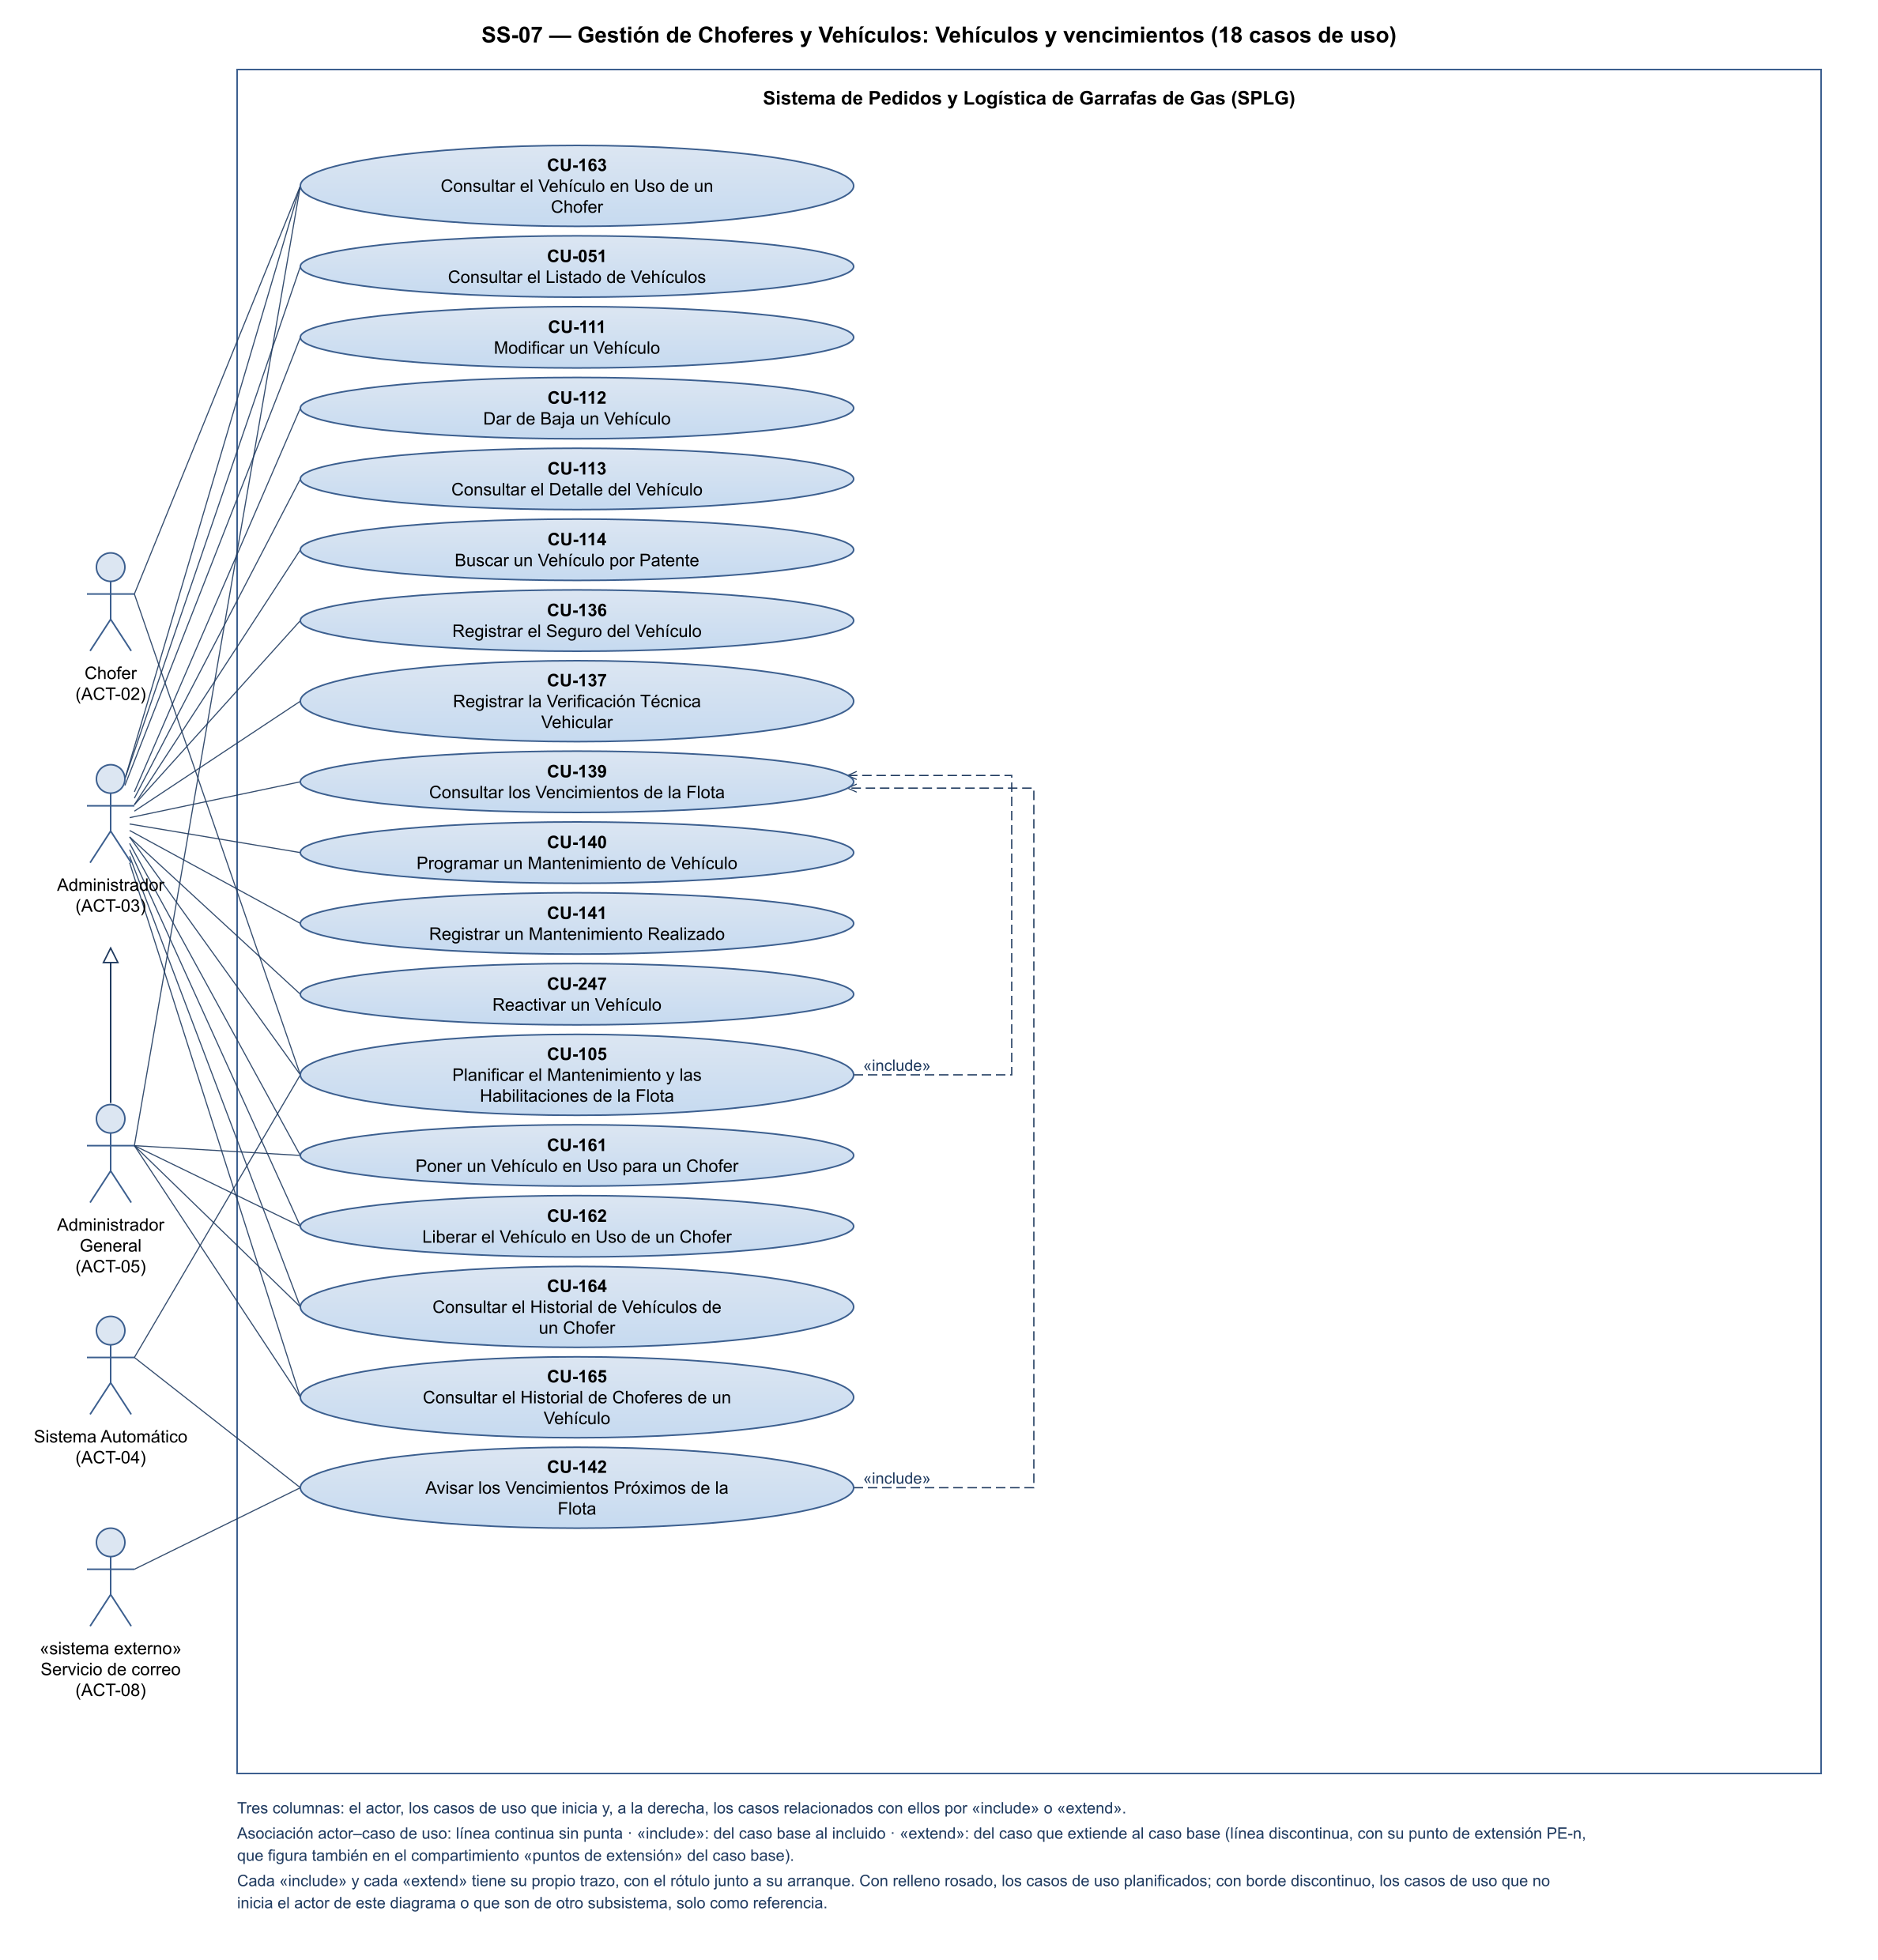 SS-07 — Gestión de Choferes y Vehículos: Vehículos y vencimientos (18 casos de uso)
Sistema de Pedidos y Logística de Garrafas de Gas (SPLG)
CU-163
Consultar el Vehículo en Uso de un
Chofer
CU-051
Consultar el Listado de Vehículos
CU-111
Modificar un Vehículo
CU-112
Dar de Baja un Vehículo
CU-113
Consultar el Detalle del Vehículo
CU-114
Buscar un Vehículo por Patente
CU-136
Registrar el Seguro del Vehículo
Chofer
(ACT-02)
CU-137
Registrar la Verificación Técnica
Vehicular
CU-139
Consultar los Vencimientos de la Flota
CU-140
Programar un Mantenimiento de Vehículo
Administrador
(ACT-03)
CU-141
Registrar un Mantenimiento Realizado
CU-247
Reactivar un Vehículo
CU-105
Planificar el Mantenimiento y las
Habilitaciones de la Flota
«include»
CU-161
Poner un Vehículo en Uso para un Chofer
CU-162
Liberar el Vehículo en Uso de un Chofer
Administrador
General
(ACT-05)
CU-164
Consultar el Historial de Vehículos de
un Chofer
CU-165
Consultar el Historial de Choferes de un
Vehículo
Sistema Automático
(ACT-04)
CU-142
Avisar los Vencimientos Próximos de la
Flota
«include»
«sistema externo»
Servicio de correo
(ACT-08)
Tres columnas: el actor, los casos de uso que inicia y, a la derecha, los casos relacionados con ellos por «include» o «extend».
Asociación actor–caso de uso: línea continua sin punta · «include»: del caso base al incluido · «extend»: del caso que extiende al caso base (línea discontinua, con su punto de extensión PE-n,
que figura también en el compartimiento «puntos de extensión» del caso base).
Cada «include» y cada «extend» tiene su propio trazo, con el rótulo junto a su arranque. Con relleno rosado, los casos de uso planificados; con borde discontinuo, los casos de uso que no
inicia el actor de este diagrama o que son de otro subsistema, solo como referencia.